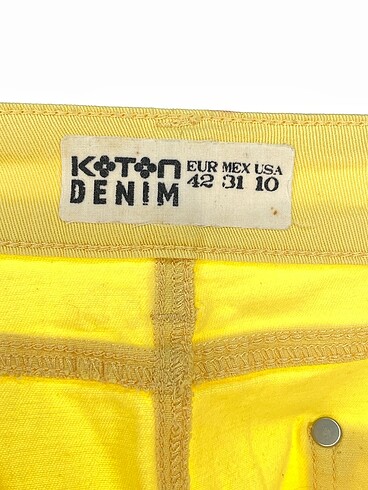 KOTON EUR MEX USA
DENIM 42 31 10